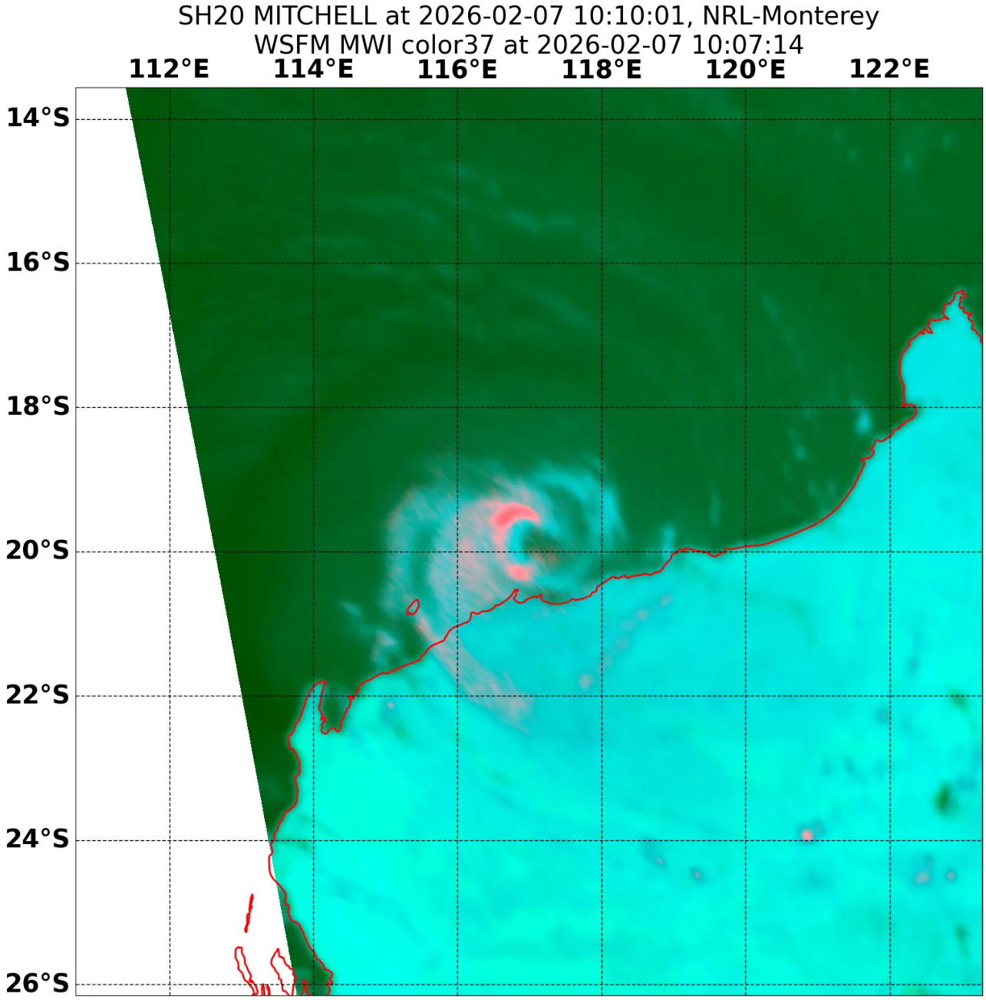 SH20 MITCHELL at 2026-02-07 10:10:01, NRL-Monterey
WSFM MWI color37 at 2026-02-07 10:07:14
112°E 114°E 116°E 118°E 120°E 122°E
14°S
16°S
18°S
20°S
22°S
24°S
26°S